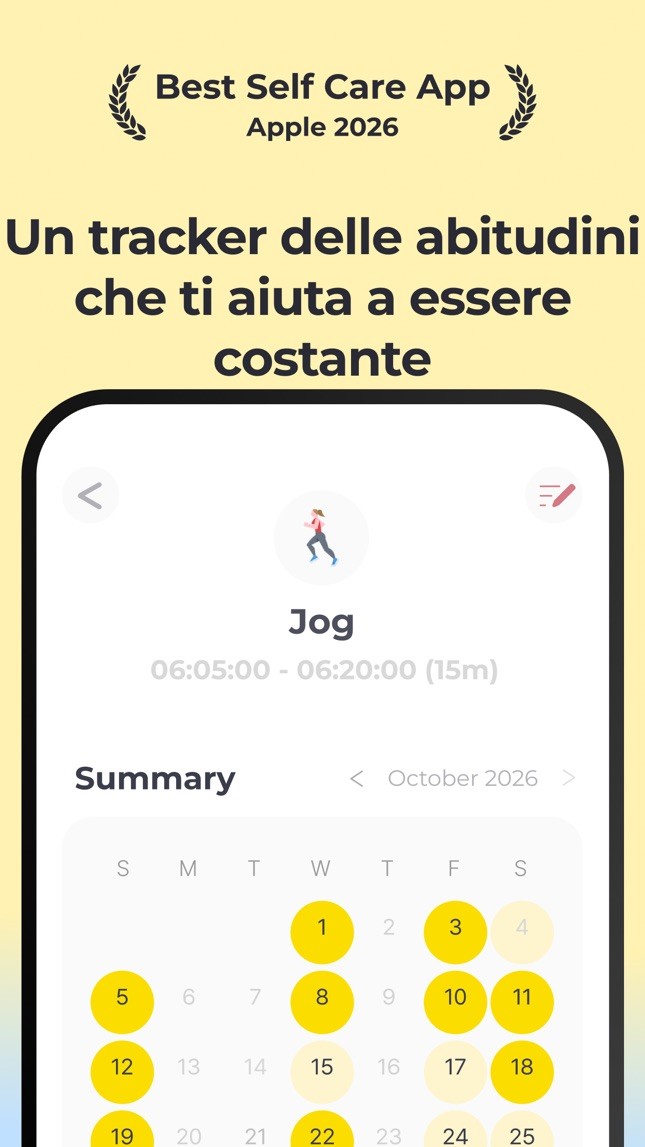 Best Self Care App
Apple 2026
Un tracker delle abitudini
che ti aiuta a essere
costante
Jog
06:05:00 - 06:20:00 (15m)
Summary
< October 2026 >
S M T W T F S
1 2 3 4
5 6 7 8 9 10 11
12 13 14 15 16 17 18
19 20 21 22 23 24 25